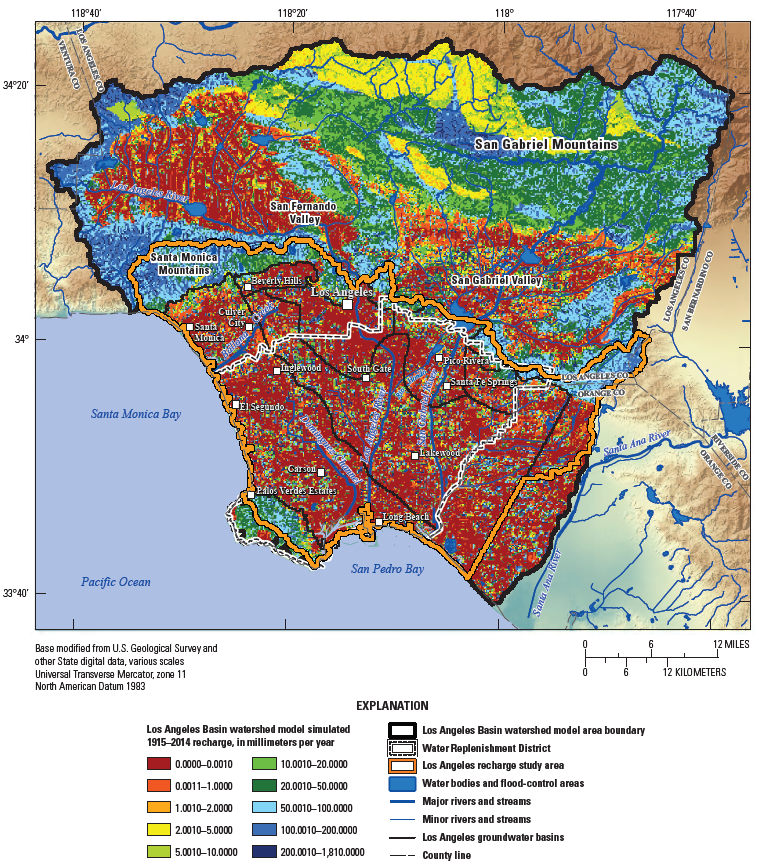 118°40'
118°20'
118°
117°40'
34°20'
34°
33°40'
VENTURA CO
LOS ANGELES CO
San Gabriel Mountains
Los Angeles River
San Fernando
Valley
Santa Monica
Mountains
San Gabriel Valley
LOS ANGELES CO
SAN BERNARDINO CO
Beverly Hills
Los Angeles
Culver
City
Santa
Monica
Inglewood
South Gate
Pico Rivera
Santa Fe Springs
LOS ANGELES CO
ORANGE CO
El Segundo
Santa Monica Bay
Lakewood
Carson
Palos Verdes Estates
Long Beach
Santa Ana River
RIVERSIDE CO
ORANGE CO
San Pedro Bay
Pacific Ocean
Santa Ana River
Base modified from U.S. Geological Survey and
other State digital data, various scales
Universal Transverse Mercator, zone 11
North American Datum 1983
0 6 12 MILES
0 6 12 KILOMETERS
EXPLANATION
Los Angeles Basin watershed model simulated
1915–2014 recharge, in millimeters per year
0.0000–0.0010
0.0011–1.0000
1.0010–2.0000
2.0010–5.0000
5.0010–10.0000
10.0010–20.0000
20.0010–50.0000
50.0010–100.0000
100.0010–200.0000
200.0010–1,810.0000
Los Angeles Basin watershed model area boundary
Water Replenishment District
Los Angeles recharge study area
Water bodies and flood-control areas
Major rivers and streams
Minor rivers and streams
Los Angeles groundwater basins
County line